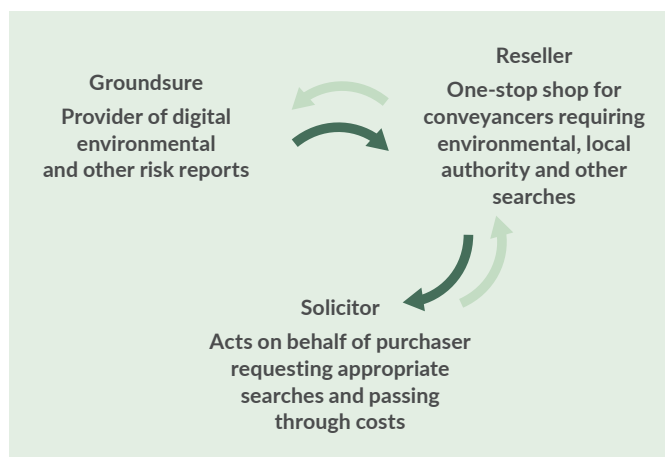 Groundsure
Provider of digital
environmental
and other risk reports
Reseller
One-stop shop for
conveyancers requiring
environmental, local
authority and other
searches
Solicitor
Acts on behalf of purchaser
requesting appropriate
searches and passing
through costs